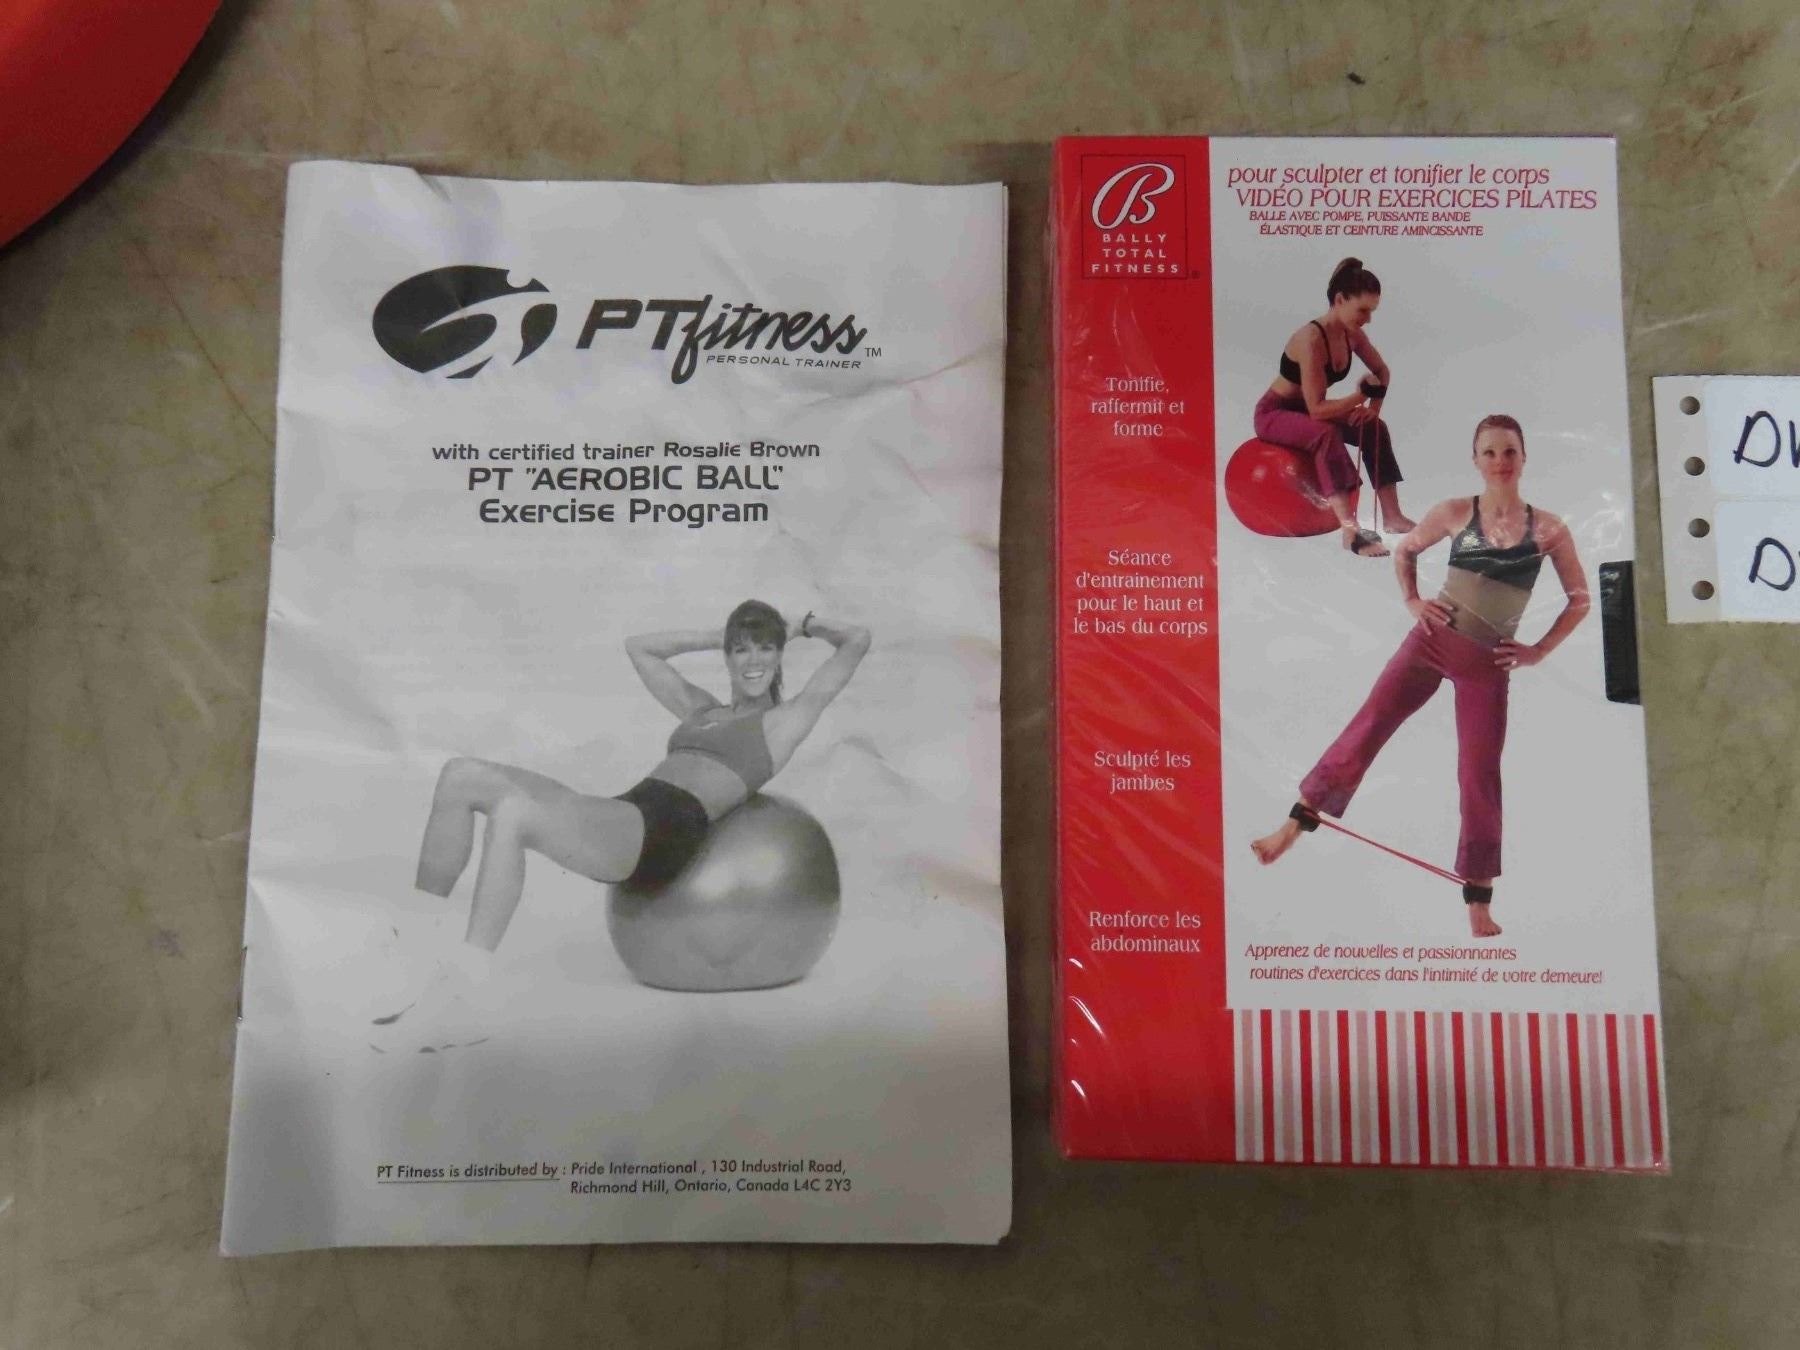 PT fitness ™
PERSONAL TRAINER
with certified trainer Rosalie Brown
PT "AEROBIC BALL"
Exercise Program
PT Fitness is distributed by : Pride International , 130 Industrial Road,
Richmond Hill, Ontario, Canada L4C 2Y3
B
BALLY
TOTAL
FITNESS ®
pour sculpter et tonifier le corps
VIDÉO POUR EXERCICES PILATES
BALLE AVEC POMPE, PUISSANTE BANDE
ÉLASTIQUE ET CEINTURE AMINCISSANTE
Tonifie,
raffermit et
forme
Séance
d'entrainement
pour le haut et
le bas du corps
Sculpté les
jambes
Renforce les
abdominaux
Apprenez de nouvelles et passionnantes
routines d'exercices dans l'intimité de votre demeure!